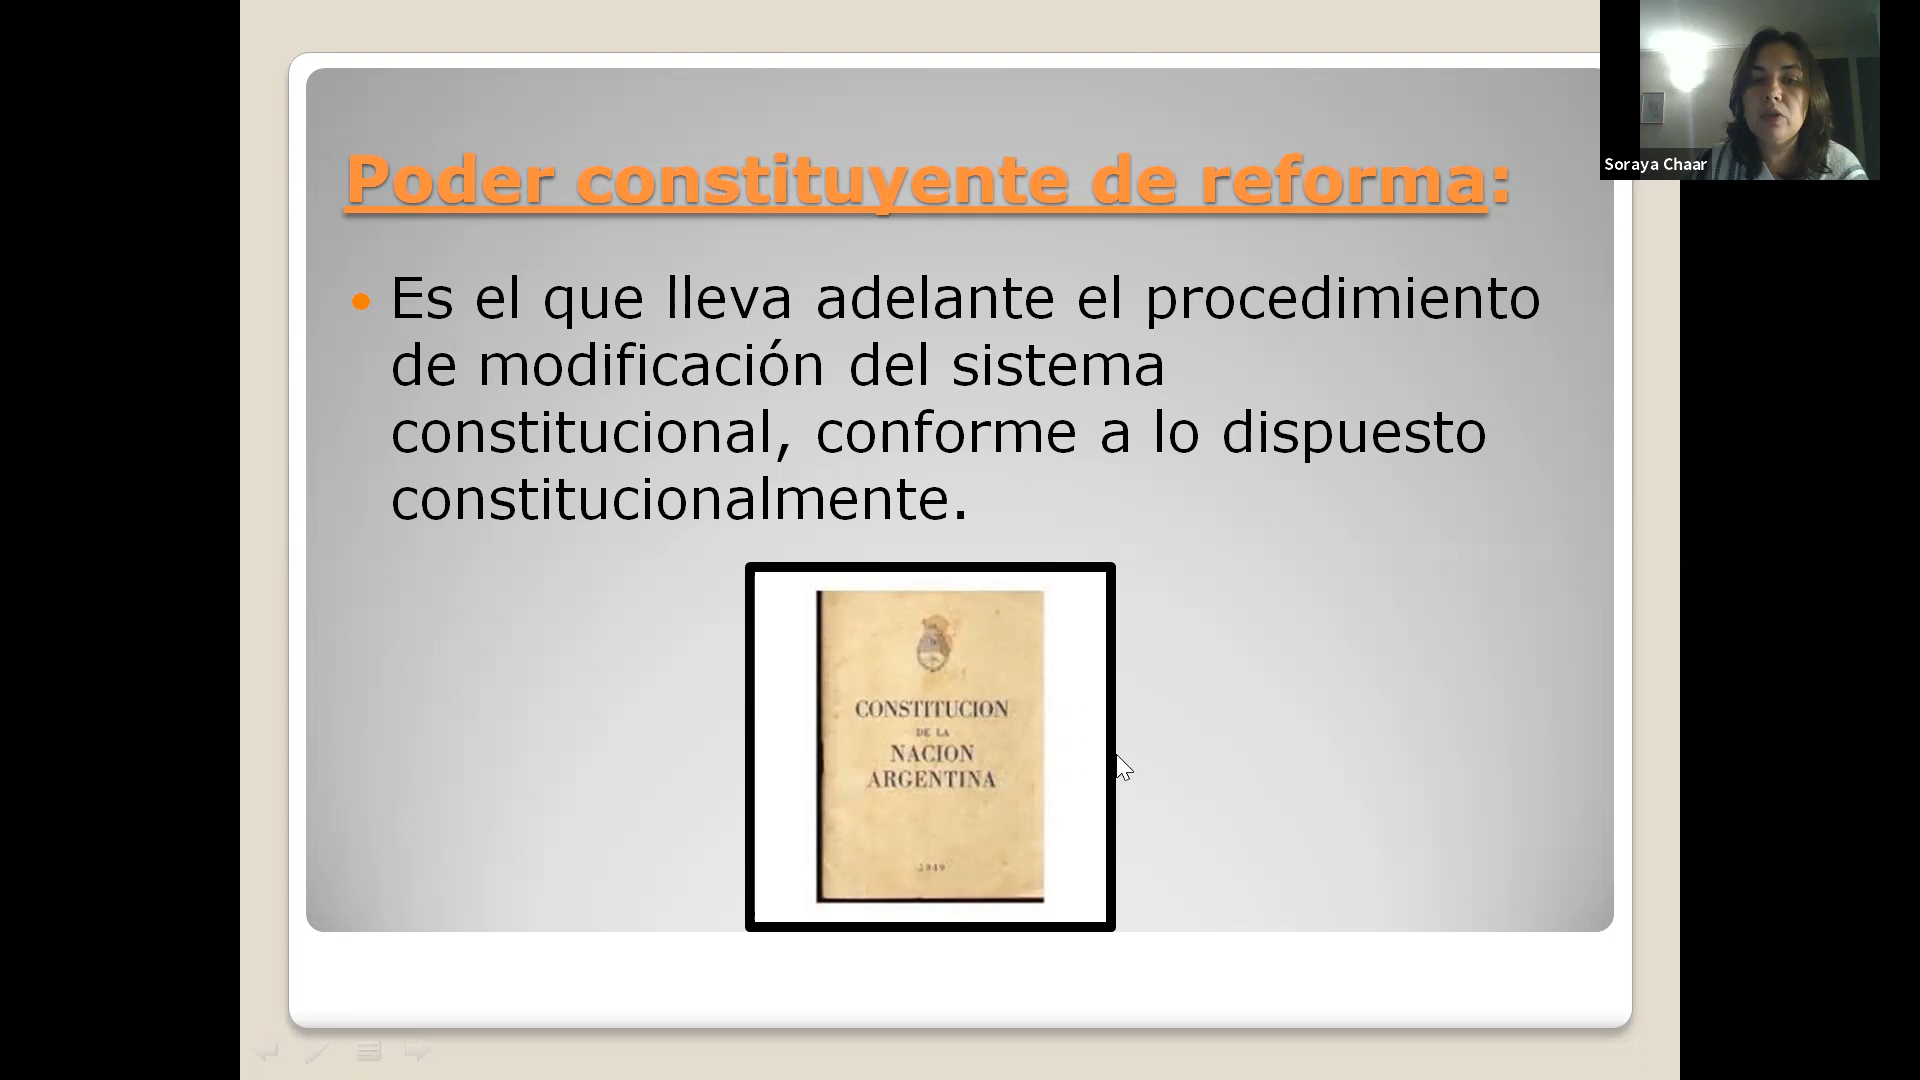 Poder constituyente de reforma:
Soraya Chaar
• Es el que lleva adelante el procedimiento
de modificación del sistema
constitucional, conforme a lo dispuesto
constitucionalmente.
CONSTITUCION
DE LA
NACION
ARGENTINA
1949